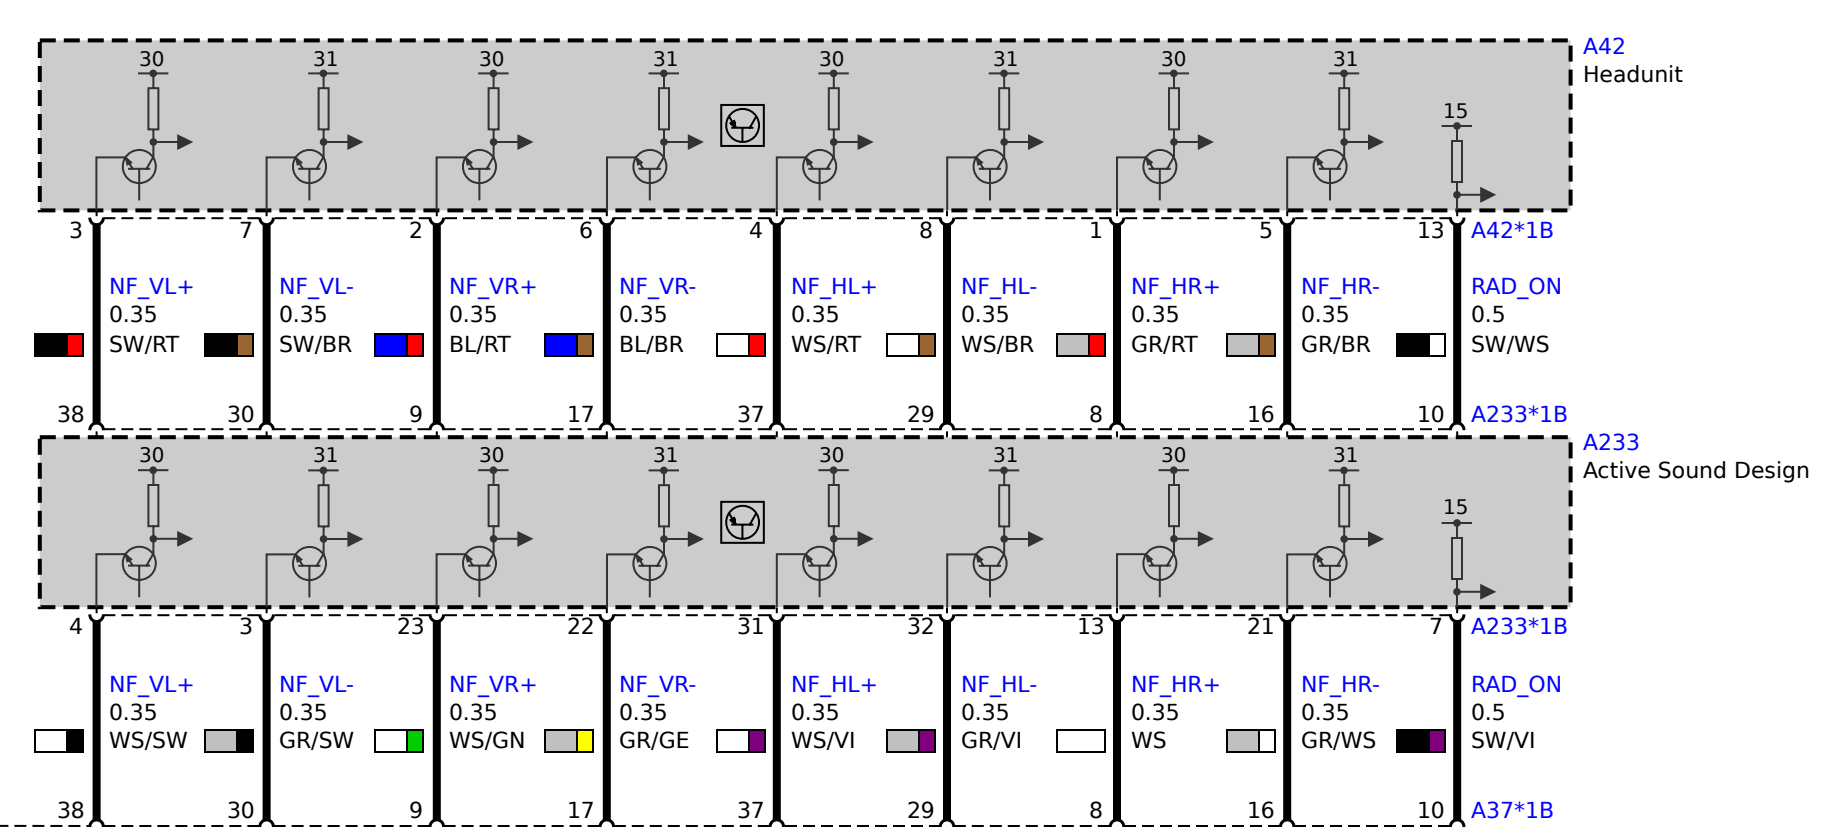 30 31 30 31 30 31 30 31 A42
Headunit
15
3 7 2 6 4 8 1 5 13 A42*1B
NF_VL+ NF_VL- NF_VR+ NF_VR- NF_HL+ NF_HL- NF_HR+ NF_HR- RAD_ON
0.35 0.35 0.35 0.35 0.35 0.35 0.35 0.35 0.5
SW/RT SW/BR BL/RT BL/BR WS/RT WS/BR GR/RT GR/BR SW/WS
38 30 9 17 37 29 8 16 10 A233*1B
A233
30 31 30 31 30 31 30 31 Active Sound Design
15
4 3 23 22 31 32 13 21 7 A233*1B
NF_VL+ NF_VL- NF_VR+ NF_VR- NF_HL+ NF_HL- NF_HR+ NF_HR- RAD_ON
0.35 0.35 0.35 0.35 0.35 0.35 0.35 0.35 0.5
WS/SW GR/SW WS/GN GR/GE WS/VI GR/VI WS GR/WS SW/VI
38 30 9 17 37 29 8 16 10 A37*1B